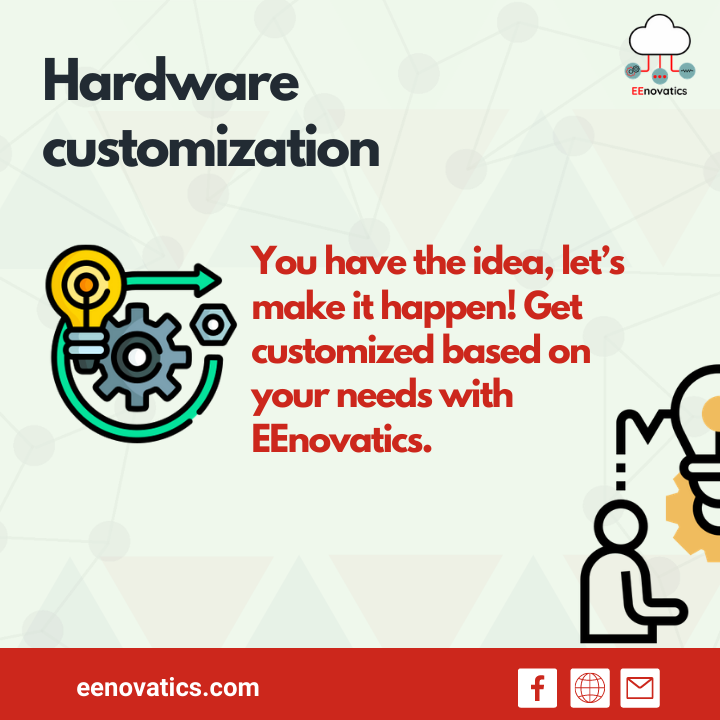 EEnovatics
Hardware
customization
You have the idea, let’s
make it happen! Get
customized based on
your needs with
EEnovatics.
eenovatics.com